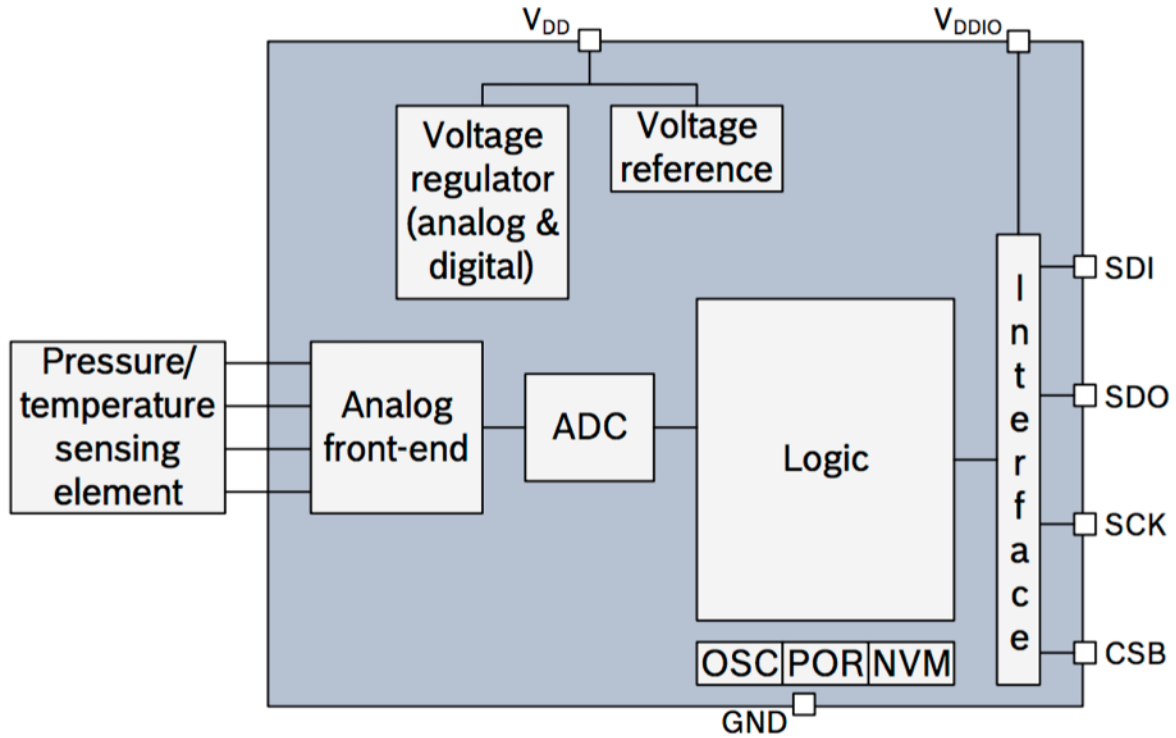 VDD
VDDIO
Voltage
regulator
(analog &
digital)
Voltage
reference
Pressure/
temperature
sensing
element
Analog
front-end
ADC
Logic
Interface
SDI
SDO
SCK
CSB
OSC POR NVM
GND